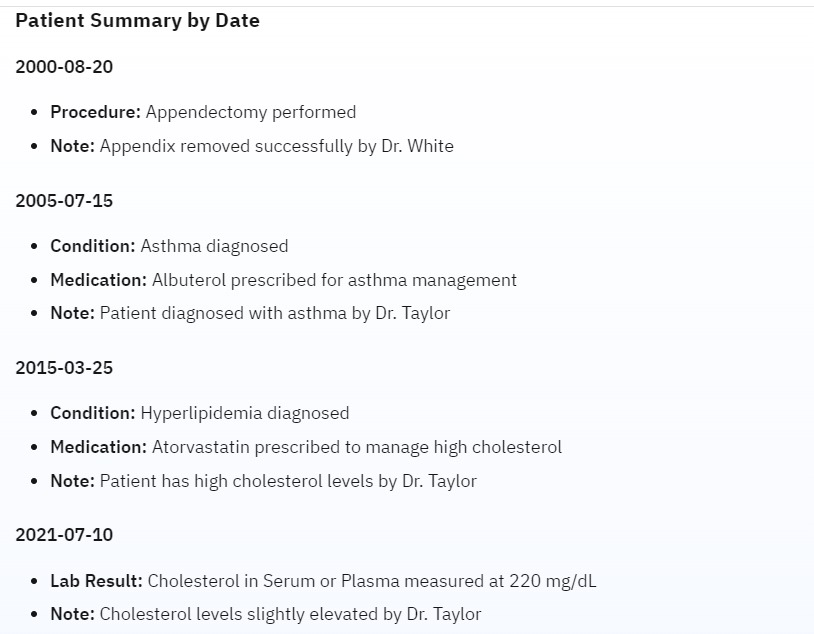 Patient Summary by Date
2000-08-20
• Procedure: Appendectomy performed
• Note: Appendix removed successfully by Dr. White
2005-07-15
• Condition: Asthma diagnosed
• Medication: Albuterol prescribed for asthma management
• Note: Patient diagnosed with asthma by Dr. Taylor
2015-03-25
• Condition: Hyperlipidemia diagnosed
• Medication: Atorvastatin prescribed to manage high cholesterol
• Note: Patient has high cholesterol levels by Dr. Taylor
2021-07-10
• Lab Result: Cholesterol in Serum or Plasma measured at 220 mg/dL
• Note: Cholesterol levels slightly elevated by Dr. Taylor